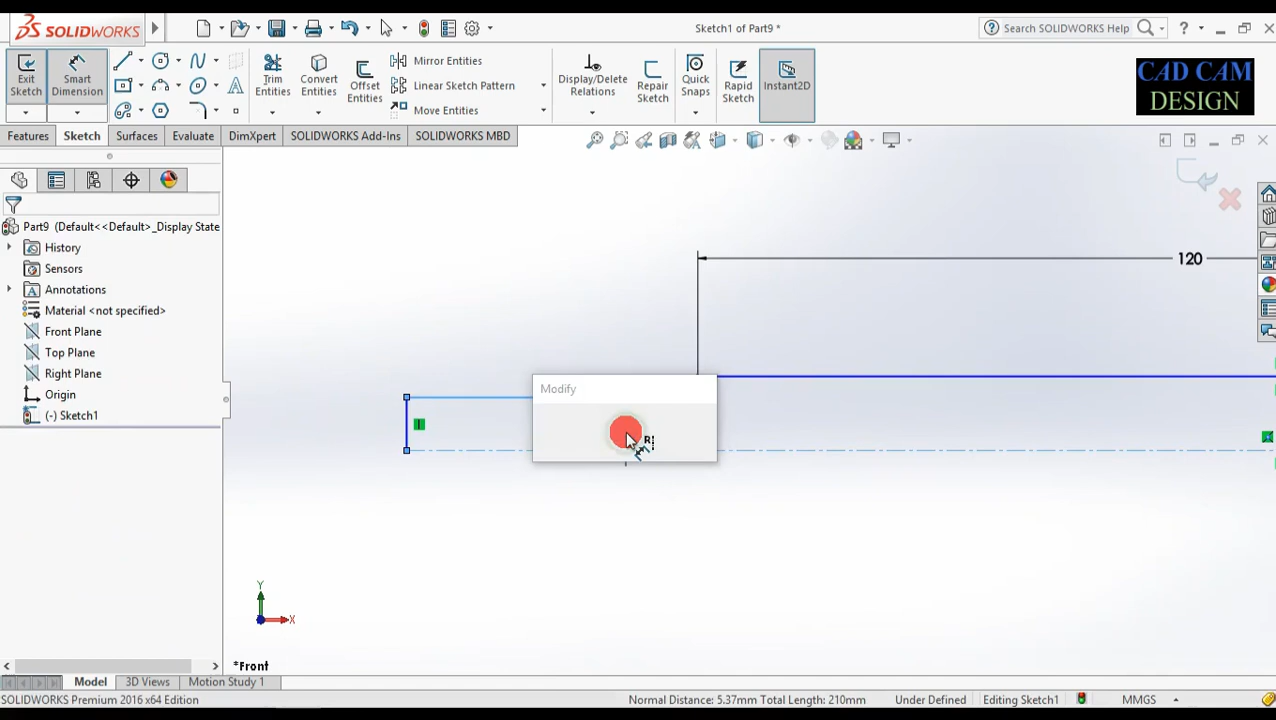 SOLIDWORKS
Sketch1 of Part9 *
Search SOLIDWORKS Help
Exit Sketch
Smart Dimension
Trim Entities
Convert Entities
Offset Entities
Mirror Entities
Linear Sketch Pattern
Move Entities
Display/Delete Relations
Repair Sketch
Quick Snaps
Rapid Sketch
Instant2D
CAD CAM
DESIGN
Features Sketch Surfaces Evaluate DimXpert SOLIDWORKS Add-Ins SOLIDWORKS MBD
Part9 (Default<<Default>_Display State
History
Sensors
Annotations
Material <not specified>
Front Plane
Top Plane
Right Plane
Origin
(-) Sketch1
120
Modify
Y
X
*Front
Model 3D Views Motion Study 1
SOLIDWORKS Premium 2016 x64 Edition
Normal Distance: 5.37mm Total Length: 210mm Under Defined Editing Sketch1 MMGS